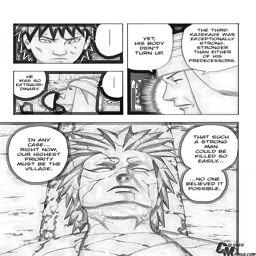 THE THIRD
KAZEKAGE WAS
EXCEPTIONALLY
STRONG.
STRONGER
THAN EITHER
OF HIS
PREDECESSORS.
YET,
HIS BODY
DIDN'T
TURN UP.
HE WAS
SO EXTRAOR-
DINARY.
THAT SUCH
A STRONG
MAN
COULD BE
KILLED SO
EASILY...
...NO ONE
BELIEVED IT
POSSIBLE.
IN ANY
CASE...
RIGHT NOW,
OUR HIGHEST
PRIORITY
MUST BE THE
VILLAGE.